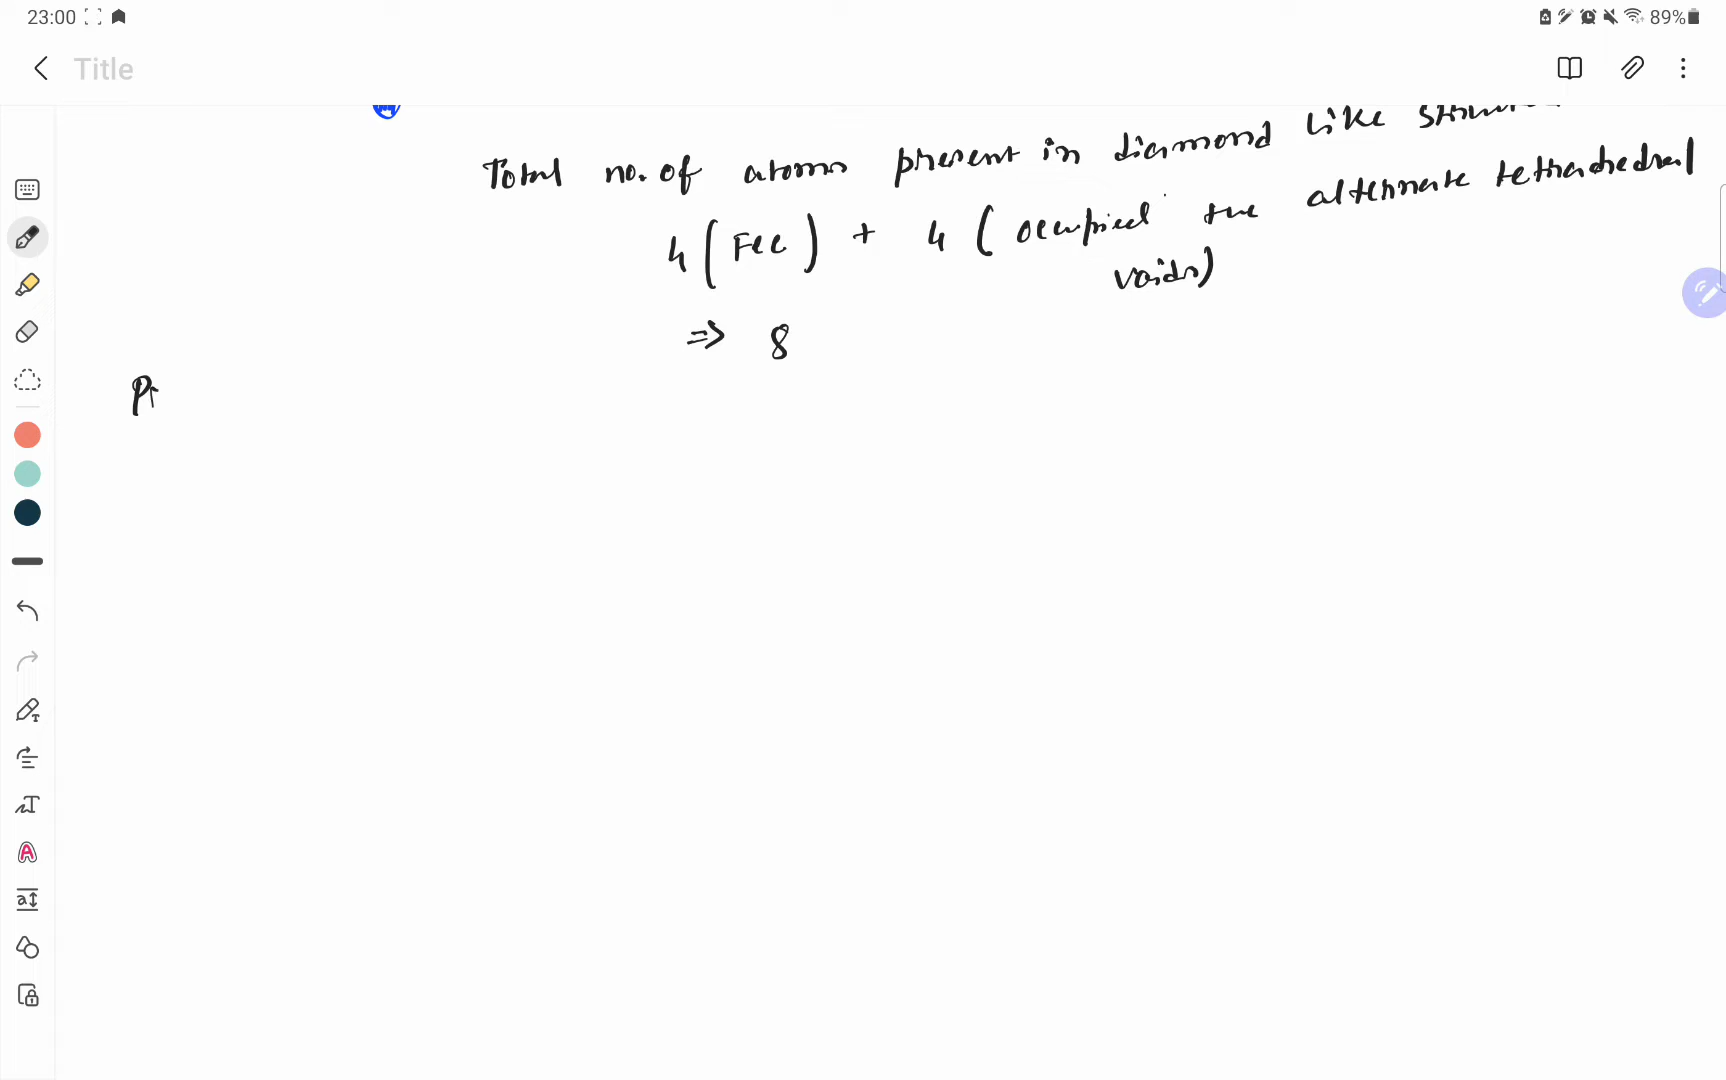 23:00
89%
Title
Total no. of atoms present in diamond like
4 (Fcc) + 4 (occupied the alternate tetrahedral
voids)
=> 8